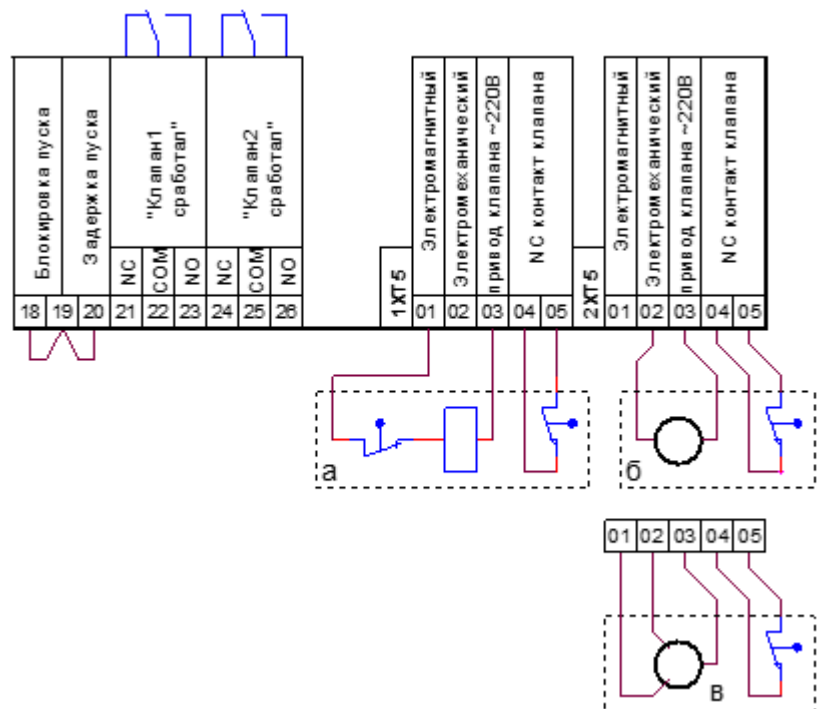 Блокировка пуска
Задержка пуска
"Клапан1
сработал"
"Клапан2
сработал"
NC
COM
NO
NC
COM
NO
18 19 20 21 22 23 24 25 26
1XT5
Электромагнитный
Электромеханический
привод клапана ~220В
NC контакт клапана
01 02 03 04 05
2XT5
Электромагнитный
Электромеханический
привод клапана ~220В
NC контакт клапана
01 02 03 04 05
а
б
01 02 03 04 05
в